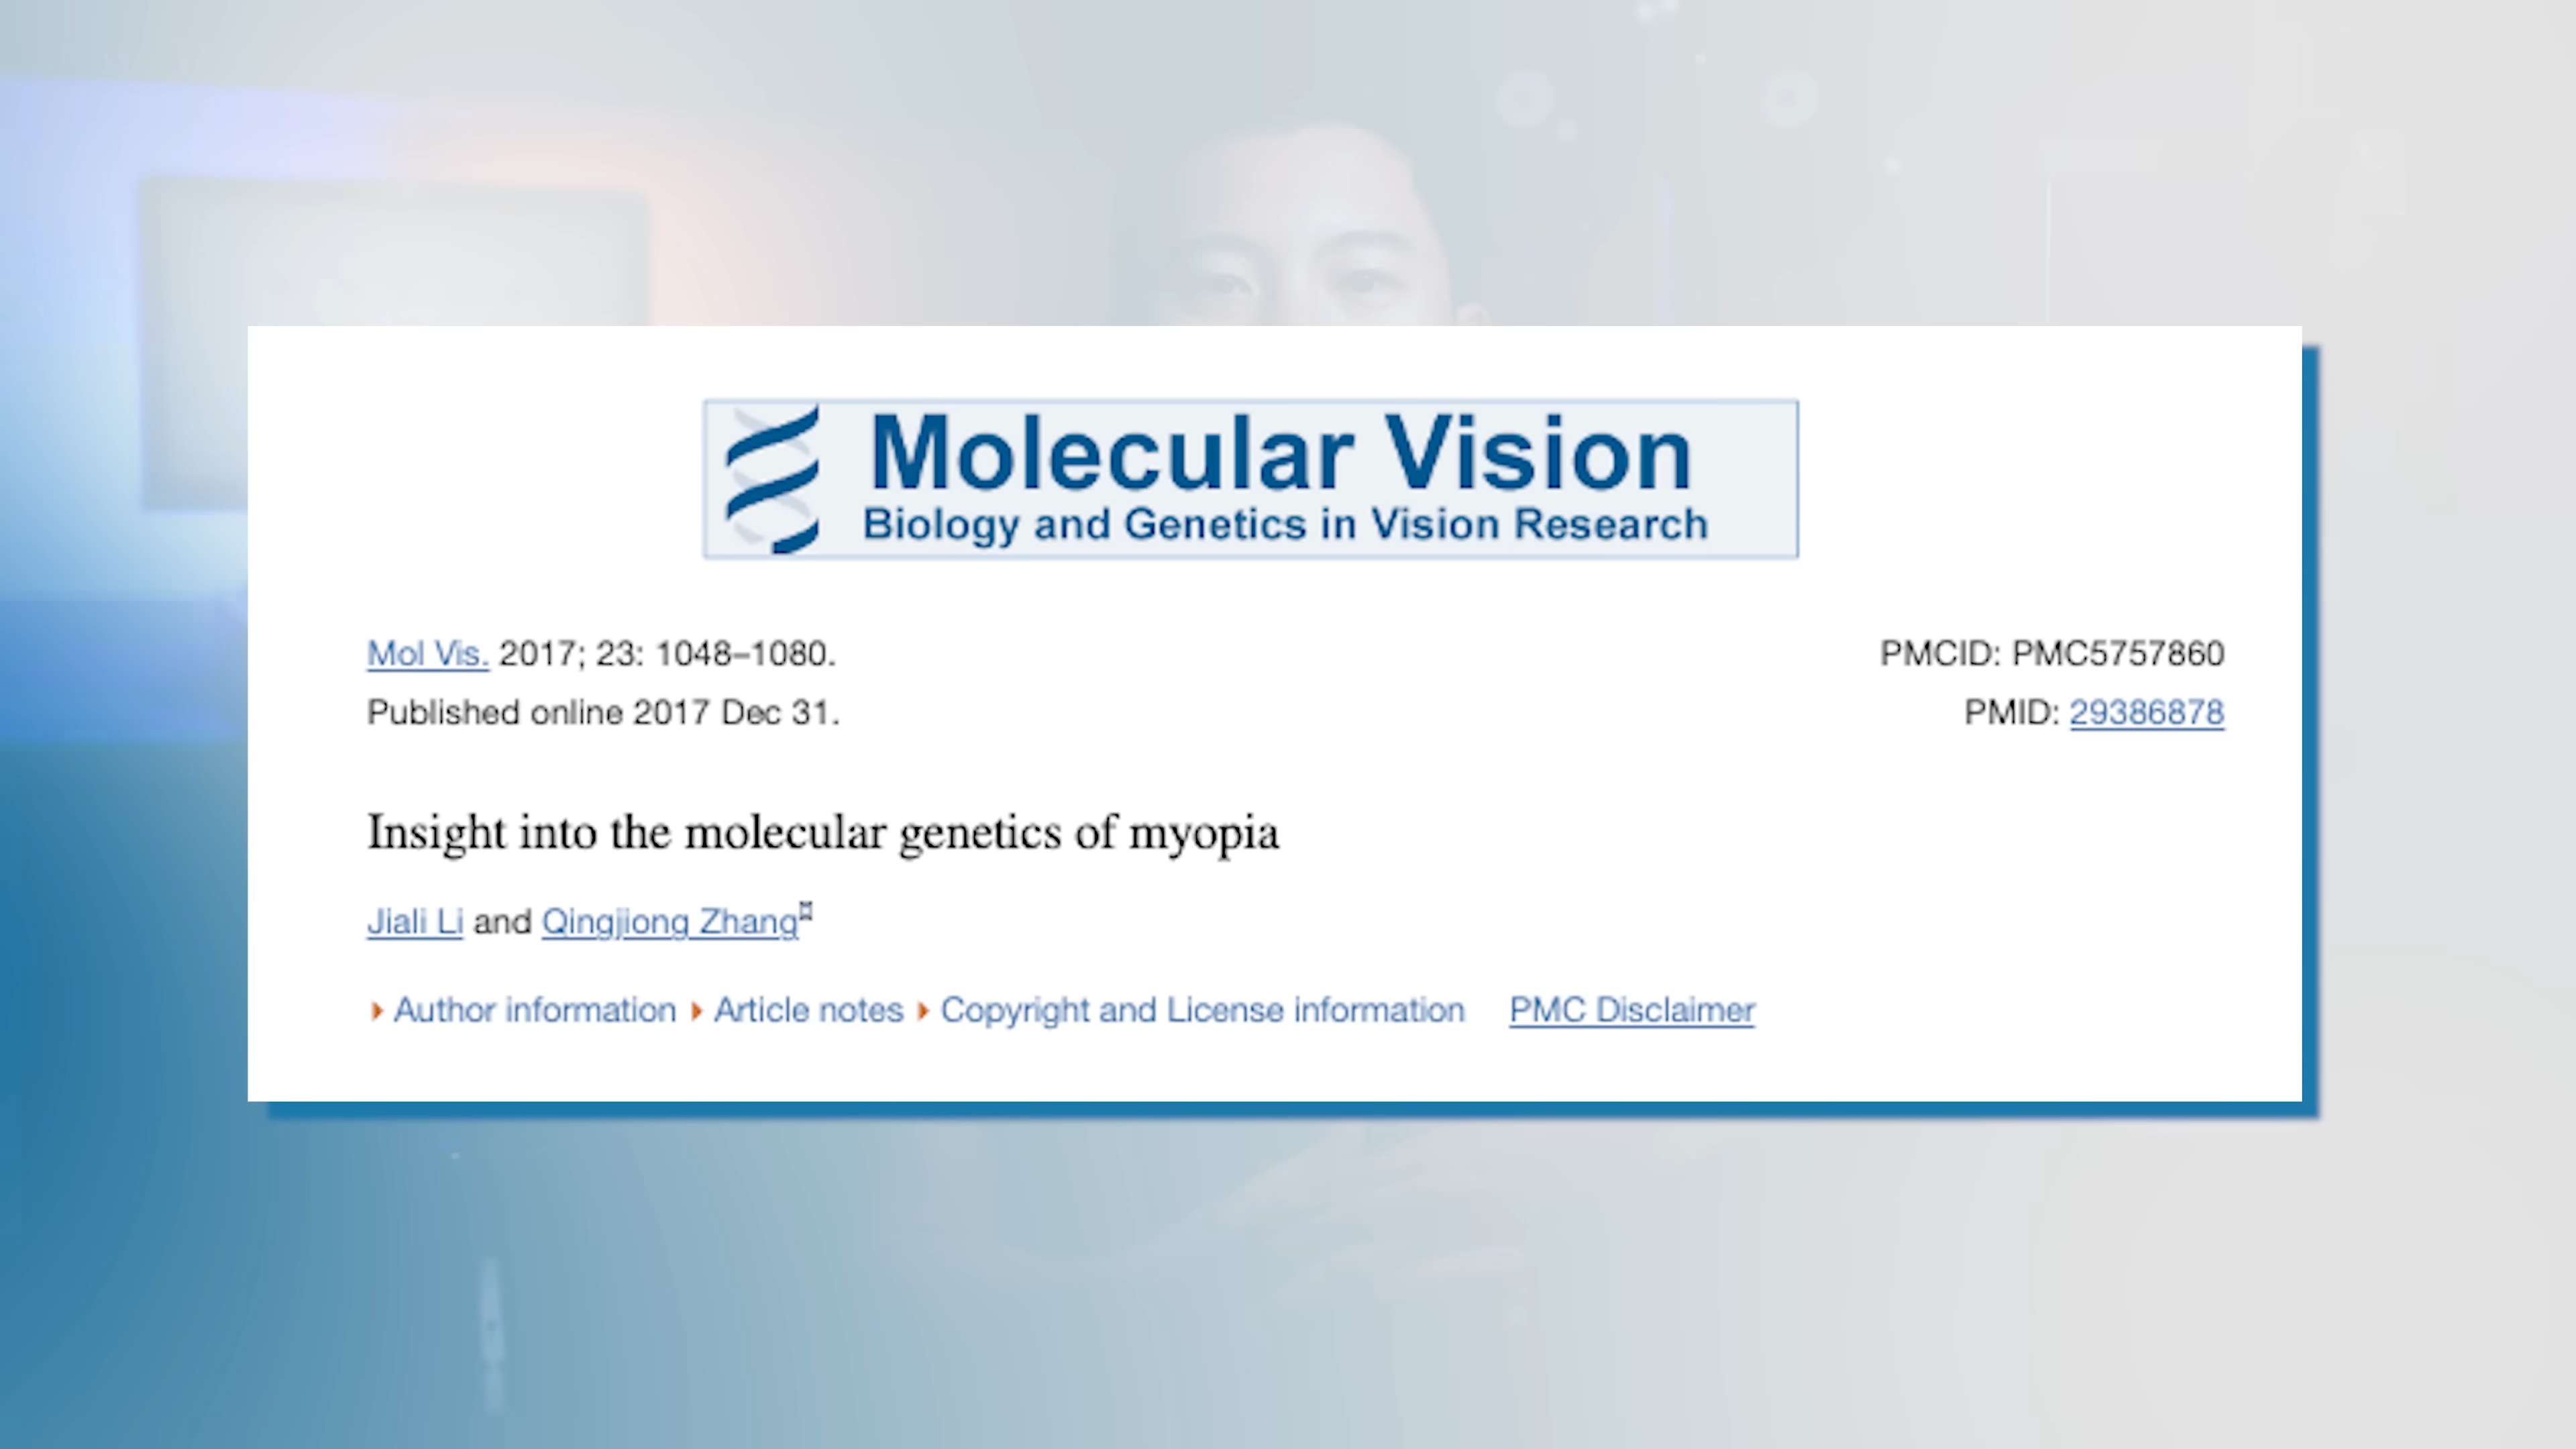 Molecular Vision
Biology and Genetics in Vision Research
Mol Vis. 2017; 23: 1048–1080.
Published online 2017 Dec 31.
PMCID: PMC5757860
PMID: 29386878
Insight into the molecular genetics of myopia
Jiali Li and Qingjiong Zhang¤
Author information Article notes Copyright and License information PMC Disclaimer